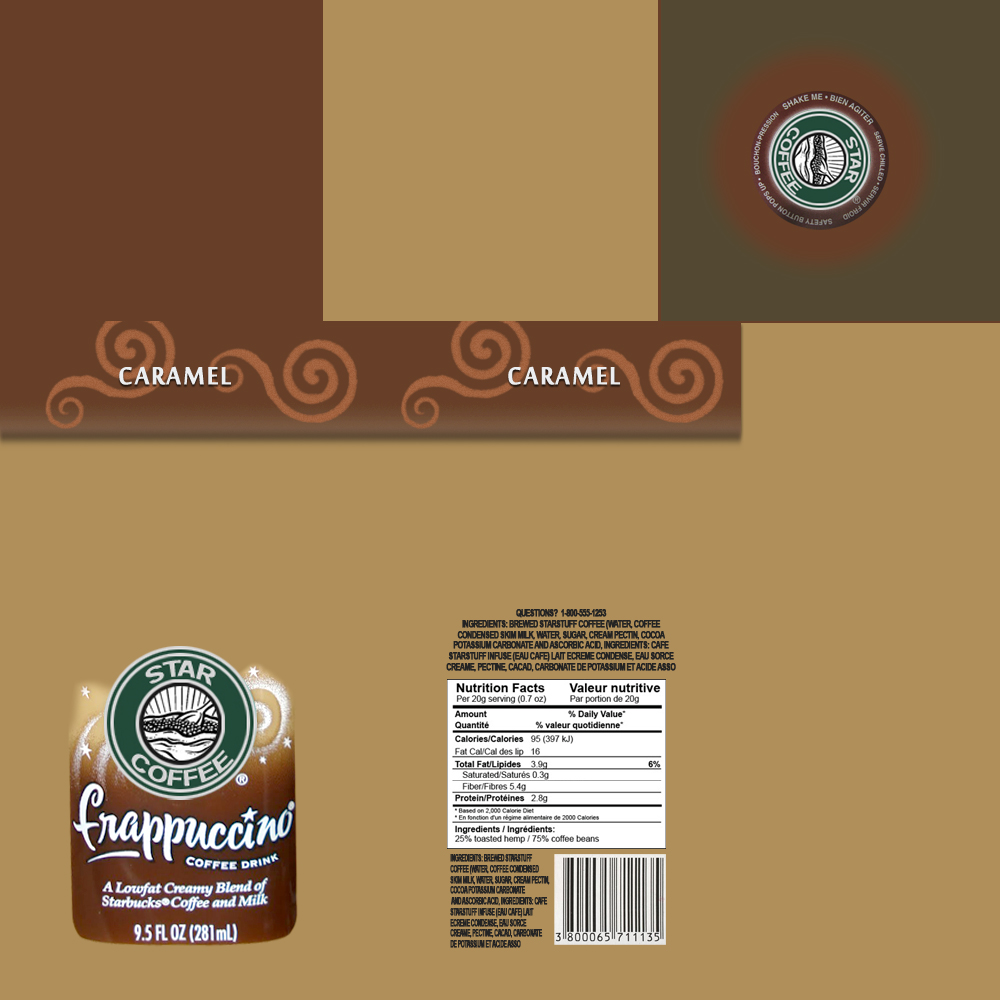 SHAKE ME • BIEN AGITER
SERVE CHILLED • SERVIR FROID
SAFETY BUTTON POPS UP • BOUCHON-PRESSION
STAR
COFFEE
®
CARAMEL
CARAMEL
QUESTIONS? 1-800-555-1253
INGREDIENTS: BREWED STARSTUFF COFFEE (WATER, COFFEE
CONDENSED SKIM MILK, WATER, SUGAR, CREAM PECTIN, COCOA
POTASSIUM CARBONATE AND ASCORBIC ACID, INGREDIENTS: CAFE
STARSTUFF INFUSE (EAU CAFE) LAIT ECREME CONDENSE, EAU SORCE
CREAME, PECTINE, CACAO, CARBONATE DE POTASSIUM ET ACIDE ASSO
Nutrition Facts Valeur nutritive
Per 20g serving (0.7 oz) Par portion de 20g
Amount % Daily Value*
Quantité % valeur quotidienne*
Calories/Calories 95 (397 kJ)
Fat Cal/Cal des lip 16
Total Fat/Lipides 3.9g 6%
Saturated/Saturés 0.3g
Fiber/Fibres 5.4g
Protein/Protéines 2.8g
* Based on 2,000 Calorie Diet
* En fonction d'un régime alimentaire de 2000 Calories
Ingredients / Ingrédients:
25% toasted hemp / 75% coffee beans
INGREDIENTS: BREWED STARSTUFF
COFFEE (WATER, COFFEE CONDENSED
SKIM MILK, WATER, SUGAR, CREAM PECTIN,
COCOA POTASSIUM CARBONATE
AND ASCORBIC ACID, INGREDIENTS: CAFE
STARSTUFF INFUSE (EAU CAFE) LAIT
ECREME CONDENSE, EAU SORCE
CREAME, PECTINE, CACAO, CARBONATE
DE POTASSIUM ET ACIDE ASSO
3 800065 711135
STAR
COFFEE
®
frappuccino
COFFEE DRINK
A Lowfat Creamy Blend of
Starbucks® Coffee and Milk
9.5 FL OZ (281mL)